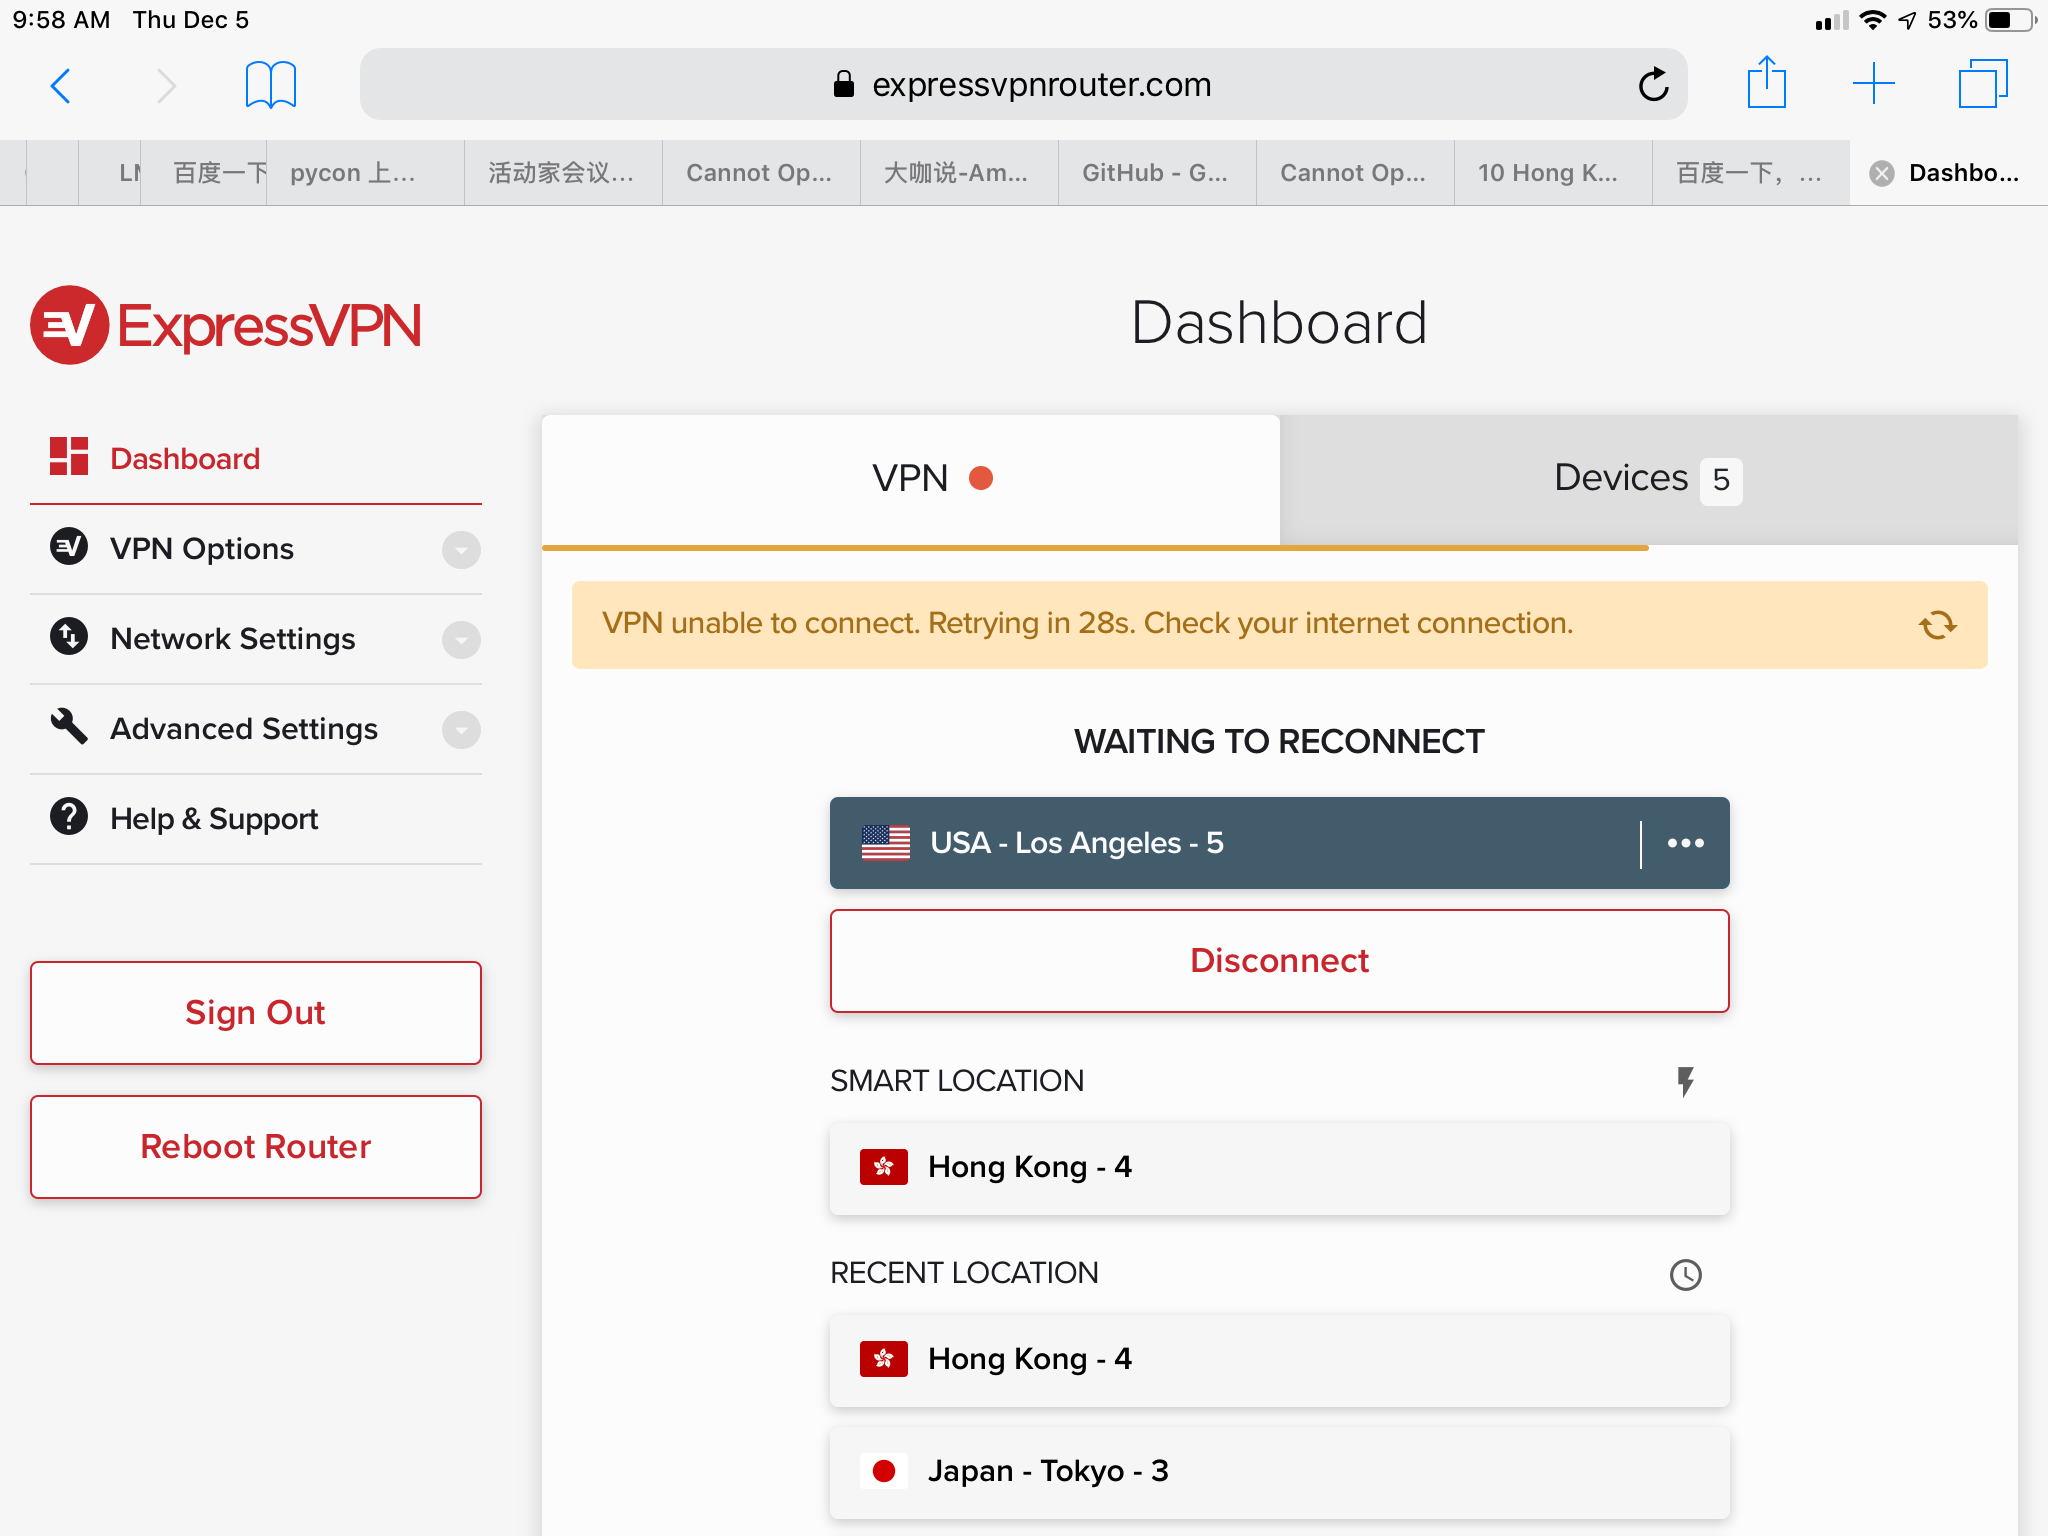 9:58 AM Thu Dec 5
53%
expressvpnrouter.com
百度一下
pycon 上...
活动家会议...
Cannot Op...
大咖说-Am...
GitHub - G...
Cannot Op...
10 Hong K...
百度一下，...
Dashbo...
ExpressVPN
Dashboard
Dashboard
VPN Options
Network Settings
Advanced Settings
Help & Support
Sign Out
Reboot Router
VPN
Devices 5
VPN unable to connect. Retrying in 28s. Check your internet connection.
WAITING TO RECONNECT
USA - Los Angeles - 5
Disconnect
SMART LOCATION
Hong Kong - 4
RECENT LOCATION
Hong Kong - 4
Japan - Tokyo - 3